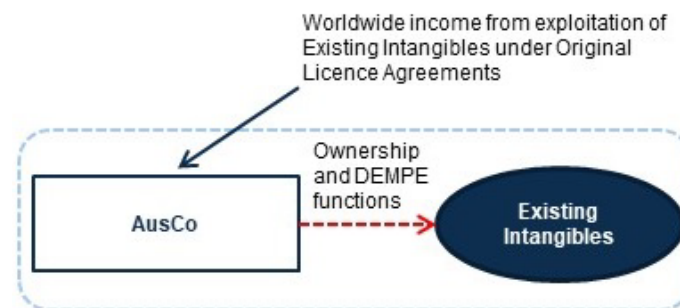 Worldwide income from exploitation of
Existing Intangibles under Original
Licence Agreements
Ownership
and DEMPE
functions
AusCo
Existing
Intangibles